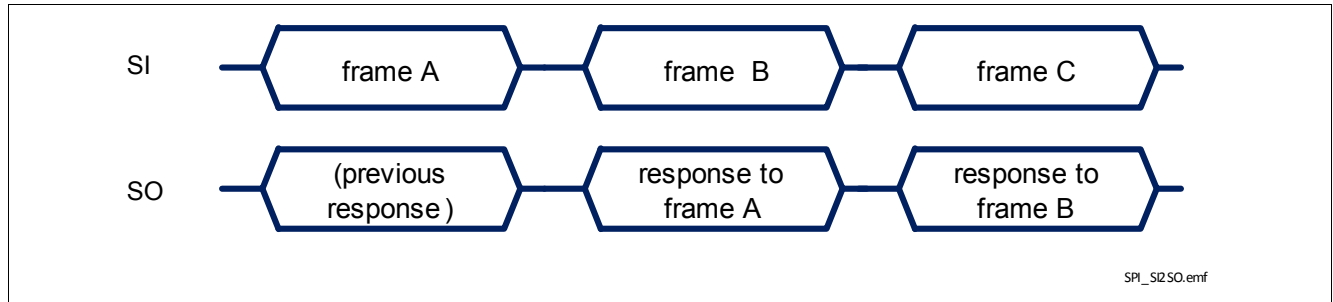 SI
frame A
frame B
frame C
SO
(previous
response)
response to
frame A
response to
frame B
SPI_SI2SO.emf